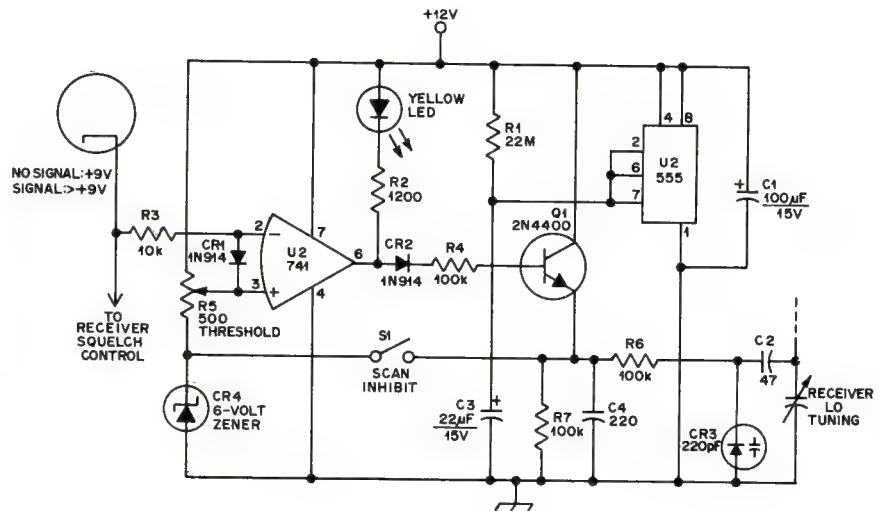 +12V
YELLOW
LED
NO SIGNAL:+9V
SIGNAL:>+9V
R1
22M
4 8
2
6
7
U2
555
1
+
C1
100µF
15V
R2
1200
Q1
2N4400
R3
10k
CR1
1N914
2 −
7
U2
741
6
3 +
4
CR2
1N914
R4
100k
R5
500
THRESHOLD
TO
RECEIVER
SQUELCH
CONTROL
S1
SCAN
INHIBIT
R6
100k
C2
47
CR4
6-VOLT
ZENER
C3
22µF
15V
+
R7
100k
C4
220
CR3
220pF
RECEIVER
LO
TUNING